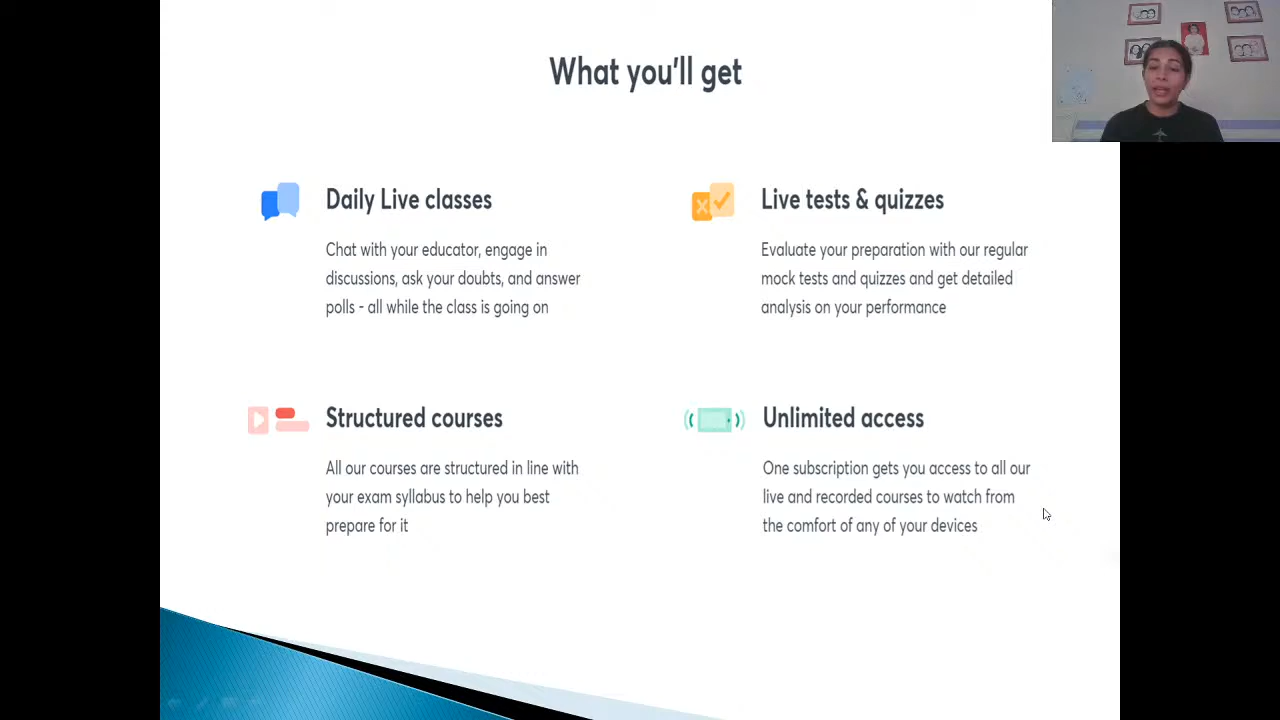 What you'll get
Daily Live classes
Chat with your educator, engage in
discussions, ask your doubts, and answer
polls - all while the class is going on
Live tests & quizzes
Evaluate your preparation with our regular
mock tests and quizzes and get detailed
analysis on your performance
Structured courses
All our courses are structured in line with
your exam syllabus to help you best
prepare for it
Unlimited access
One subscription gets you access to all our
live and recorded courses to watch from
the comfort of any of your devices